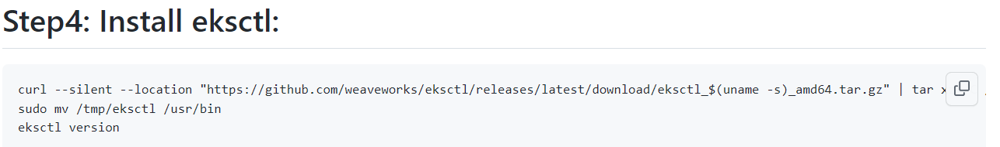 Step4: Install eksctl:
curl --silent --location "https://github.com/weaveworks/eksctl/releases/latest/download/eksctl_$(uname -s)_amd64.tar.gz" | tar
sudo mv /tmp/eksctl /usr/bin
eksctl version